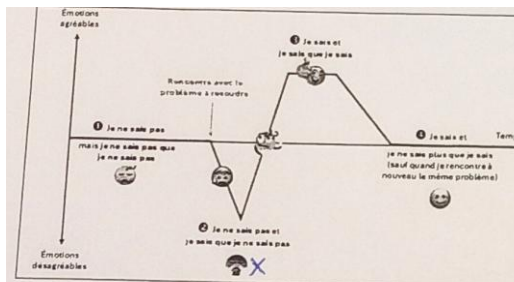 Émotions
agréables
❸ Je sais et
je sais que je sais
Rencontre avec le
problème à résoudre
❶ Je ne sais pas
mais je ne sais pas que
je ne sais pas
❹ Je sais et
Tem
je ne sais plus que je sais
(sauf quand je rencontre à
nouveau le même problème)
❷ Je ne sais pas et
je sais que je ne sais pas
X
Émotions
désagréables